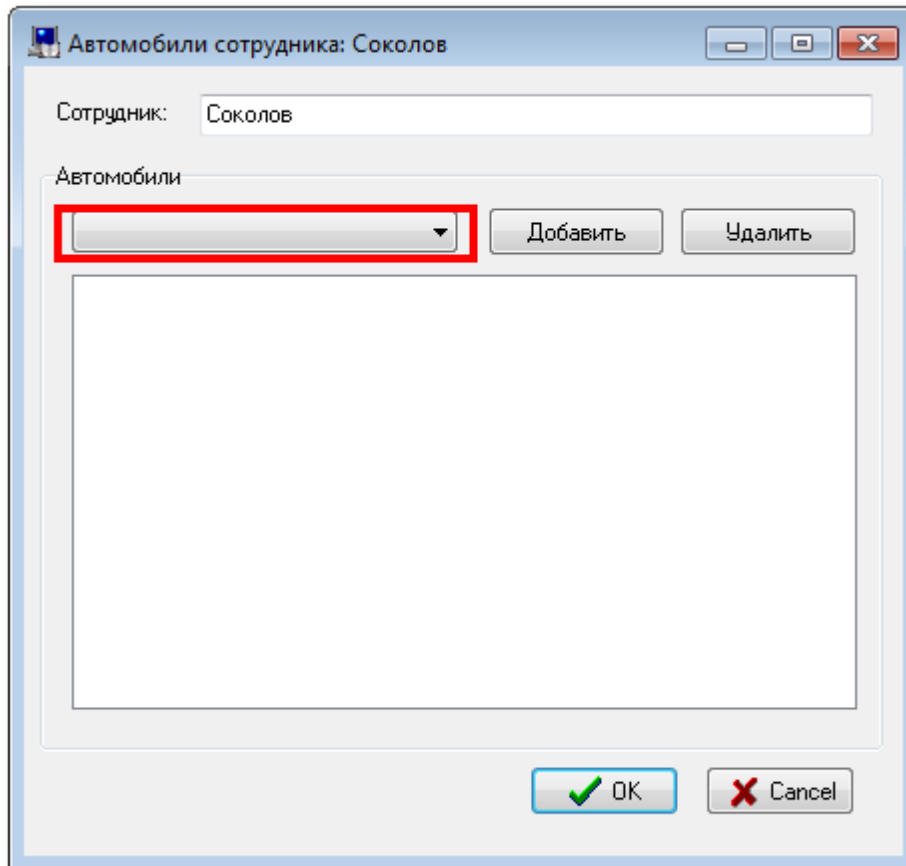 Автомобили сотрудника: Соколов
Сотрудник: Соколов
Автомобили
Добавить Удалить
OK Cancel